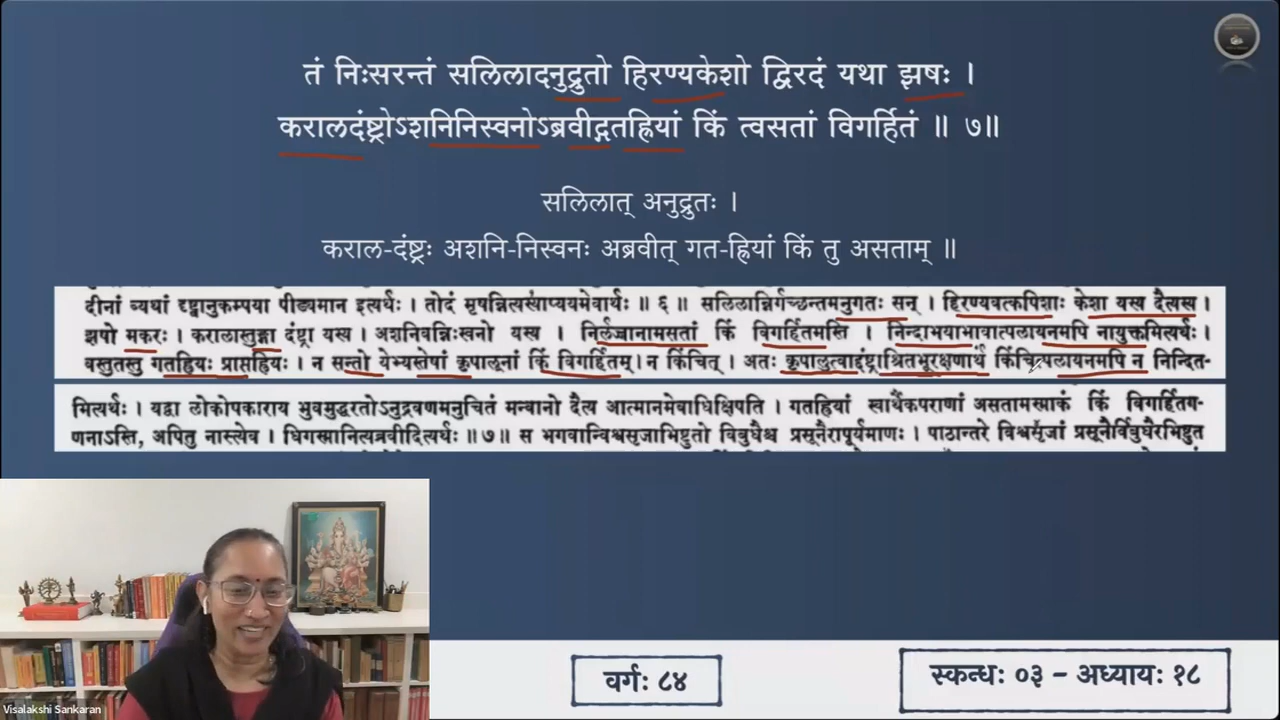 तं निःसरन्तं सलिलादनुद्रुतो हिरण्यकेशो द्विरदं यथा झषः ।
करालदंष्ट्रोऽशनिनिस्वनोऽब्रवीद्गतह्रियां किं त्वसतां विगर्हितं ॥ ७॥
सलिलात् अनुद्रुतः ।
कराल-दंष्ट्रः अशनि-निस्वनः अब्रवीत् गत-ह्रियां किं तु असताम् ॥
दीनां व्यथां दृष्ट्वानुकम्पया पीड्यमान इत्यर्थः । तोदं मृषन्नित्यस्याप्ययमेवार्थः ॥ ६ ॥ सलिलान्निर्गच्छन्तमनुगतः सन् । हिरण्यवत्कपिशाः केशा यस्य दैत्यस्य ।
झषो मकरः । करालास्तुङ्गा दंष्ट्रा यस्य । अशनिवन्निःस्वनो यस्य । निर्लज्जानामसतां किं विगर्हितमस्ति । निन्दाभयाभावात्पलायनमपि नायुक्तमित्यर्थः ।
वस्तुतस्तु गतह्रियः प्राप्तह्रियः । न सन्तो येभ्यस्तेषां कृपालूनां किं विगर्हितम् । न किंचित् । अतः कृपालुत्वाद्दंष्ट्राश्रितभूरक्षणार्थं किंचित्पलायनमपि न निन्दित-
मित्यर्थः । यद्वा लोकोपकाराय भुवमुद्धरतोऽनुद्रवणमनुचितं मन्वानो दैत्य आत्मानमेवाधिक्षिपति । गतह्रियां स्वार्थैकपराणां असतामस्माकं किं विगर्हितग-
णनाऽस्ति, अपितु नास्त्येव । धिगस्मानित्यब्रवीदित्यर्थः ॥ ७ ॥ स भगवान्विश्वसृजाभिष्टुतो विबुधैश्च प्रसूनैरापूर्यमाणः । पाठान्तरे विश्वसृजां प्रसूनैर्विबुधैरभिष्टुत
Visalakshi Sankaran
वर्गः ८४
स्कन्धः ०३ – अध्यायः १८